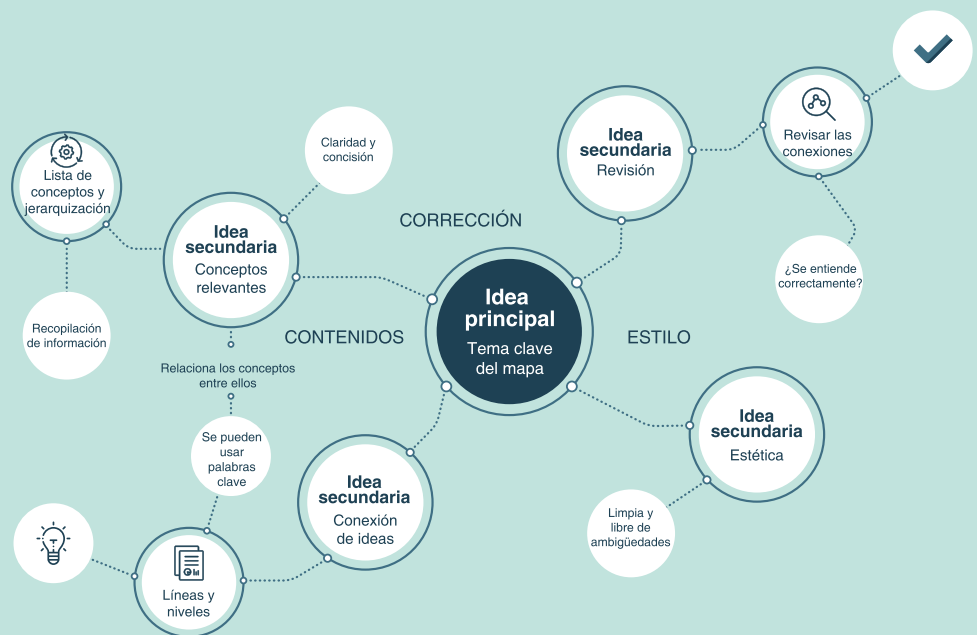 Idea
principal
Tema clave
del mapa
CORRECCIÓN
CONTENIDOS
ESTILO
Idea
secundaria
Conceptos
relevantes
Claridad y
concisión
Lista de
conceptos y
jerarquización
Recopilación
de información
Relaciona los conceptos
entre ellos
Se pueden
usar
palabras
clave
Líneas y
niveles
Idea
secundaria
Conexión
de ideas
Idea
secundaria
Revisión
Revisar las
conexiones
¿Se entiende
correctamente?
Idea
secundaria
Estética
Limpia y
libre de
ambigüedades